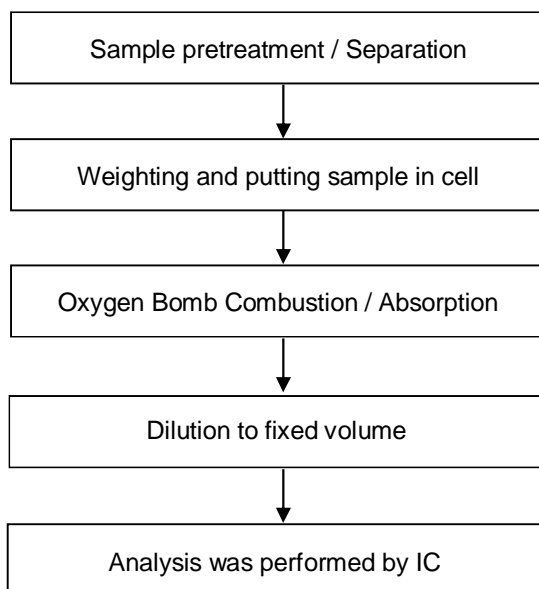 Sample pretreatment / Separation
Weighting and putting sample in cell
Oxygen Bomb Combustion / Absorption
Dilution to fixed volume
Analysis was performed by IC